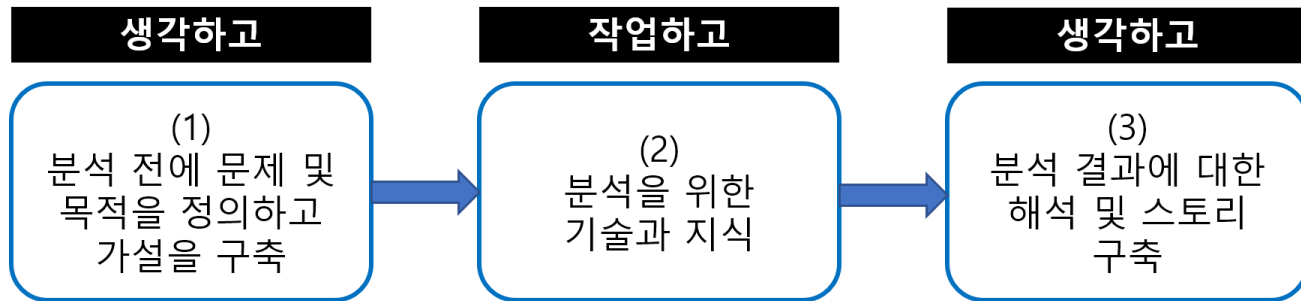 생각하고
작업하고
생각하고
(1)
분석 전에 문제 및
목적을 정의하고
가설을 구축
(2)
분석을 위한
기술과 지식
(3)
분석 결과에 대한
해석 및 스토리
구축